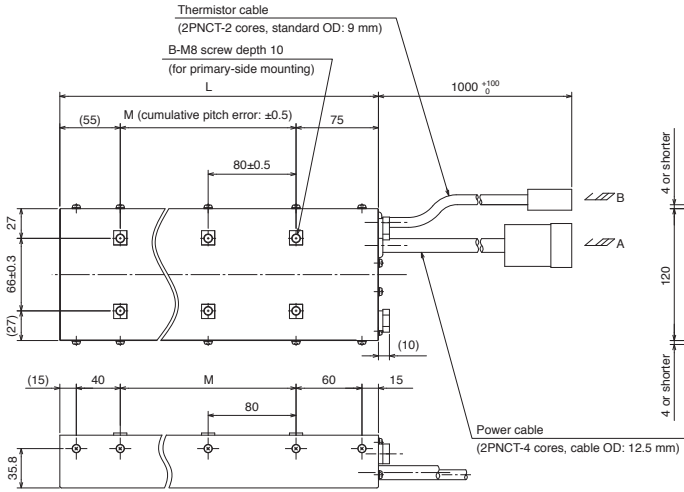 Thermistor cable
(2PNCT-2 cores, standard OD: 9 mm)
B-M8 screw depth 10
(for primary-side mounting)
L
1000 +100 0
(55)
M (cumulative pitch error: ±0.5)
75
80±0.5
4 or shorter
B
A
27
66±0.3
(27)
120
(10)
4 or shorter
(15)
40
M
60
15
80
Power cable
(2PNCT-4 cores, cable OD: 12.5 mm)
35.8